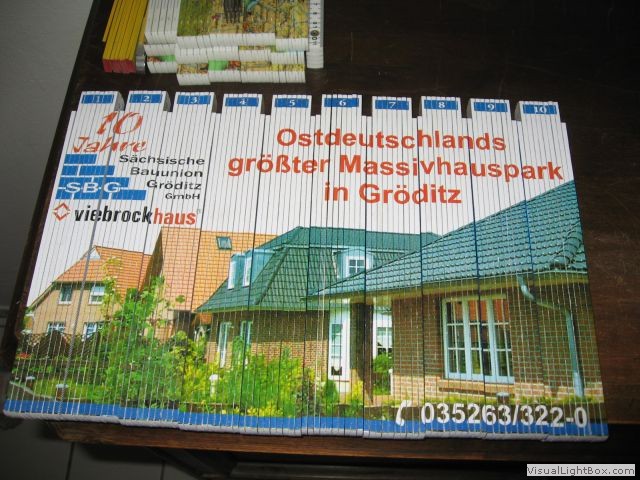 1 2 3 4 5 6 7 8 9 10
10
Jahre
Sächsische
Bauunion
Gröditz
GmbH
SBG
viebrockhaus®
Ostdeutschlands
größter Massivhauspark
in Gröditz
✆ 035263/322-0
VisualLightBox.com